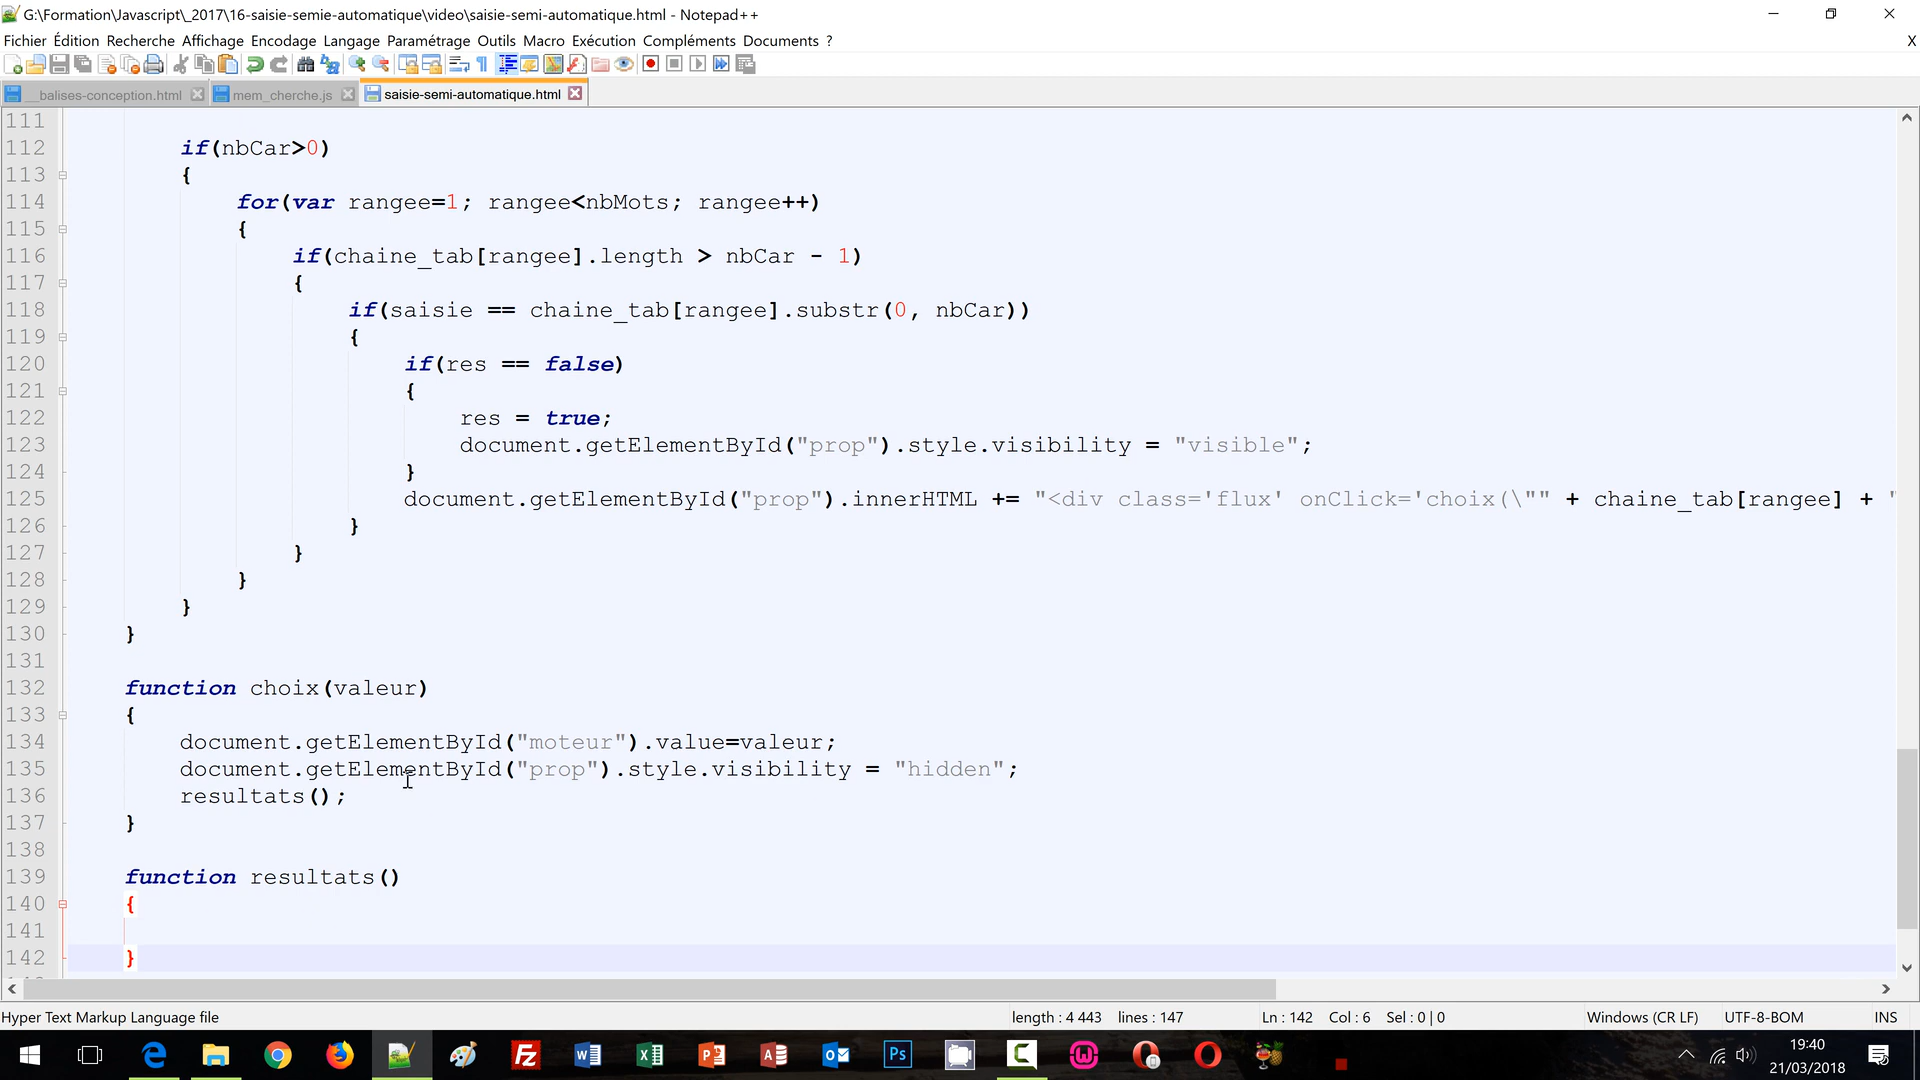 G:\Formation\Javascript\_2017\16-saisie-semie-automatique\video\saisie-semi-automatique.html - Notepad++
Fichier Édition Recherche Affichage Encodage Langage Paramétrage Outils Macro Exécution Compléments Documents ? X
__balises-conception.html mem_cherche.js saisie-semi-automatique.html
111
112 if(nbCar>0)
113 {
114 for(var rangee=1; rangee<nbMots; rangee++)
115 {
116 if(chaine_tab[rangee].length > nbCar - 1)
117 {
118 if(saisie == chaine_tab[rangee].substr(0, nbCar))
119 {
120 if(res == false)
121 {
122 res = true;
123 document.getElementById("prop").style.visibility = "visible";
124 }
125 document.getElementById("prop").innerHTML += "<div class='flux' onClick='choix(\"" + chaine_tab[rangee] + "
126 }
127 }
128 }
129 }
130 }
131
132 function choix(valeur)
133 {
134 document.getElementById("moteur").value=valeur;
135 document.getElementById("prop").style.visibility = "hidden";
136 resultats();
137 }
138
139 function resultats()
140 {
141
142 }
Hyper Text Markup Language file length : 4 443 lines : 147 Ln : 142 Col : 6 Sel : 0 | 0 Windows (CR LF) UTF-8-BOM INS
19:40
21/03/2018